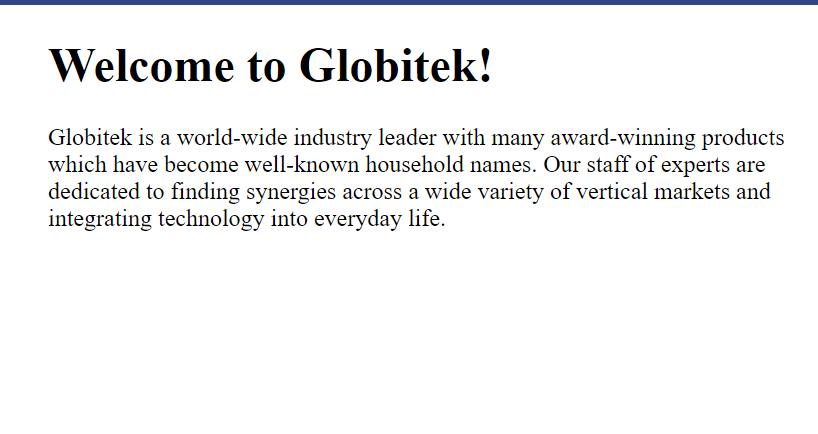 Welcome to Globitek!
Globitek is a world-wide industry leader with many award-winning products
which have become well-known household names. Our staff of experts are
dedicated to finding synergies across a wide variety of vertical markets and
integrating technology into everyday life.